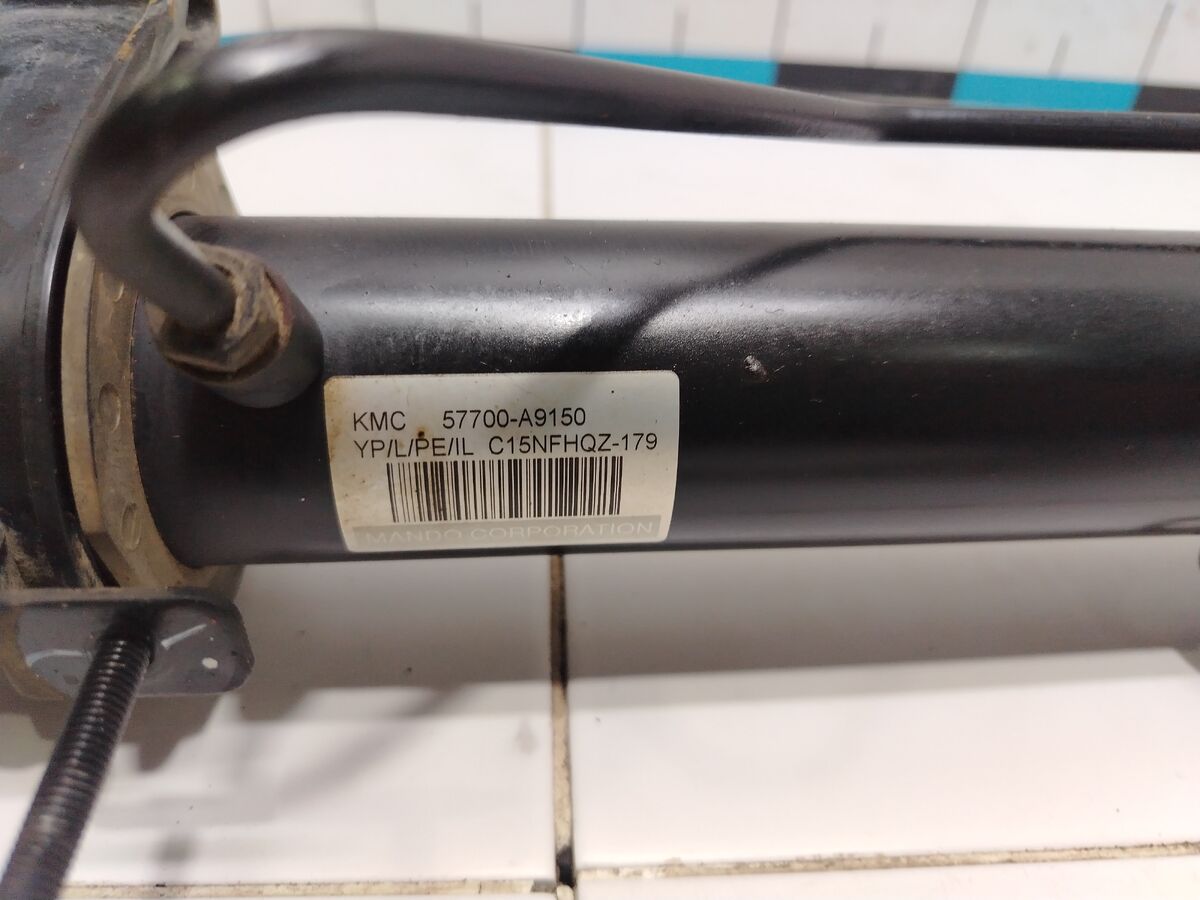 KMC 57700-A9150
YP/L/PE/IL C15NFHQZ-179
MANDO CORPORATION